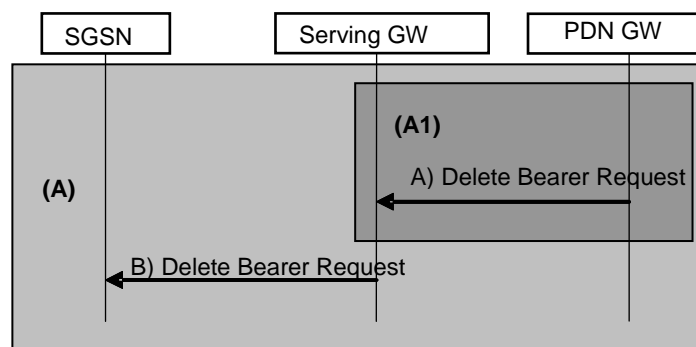 SGSN
Serving GW
PDN GW
(A1)
(A)
A) Delete Bearer Request
B) Delete Bearer Request